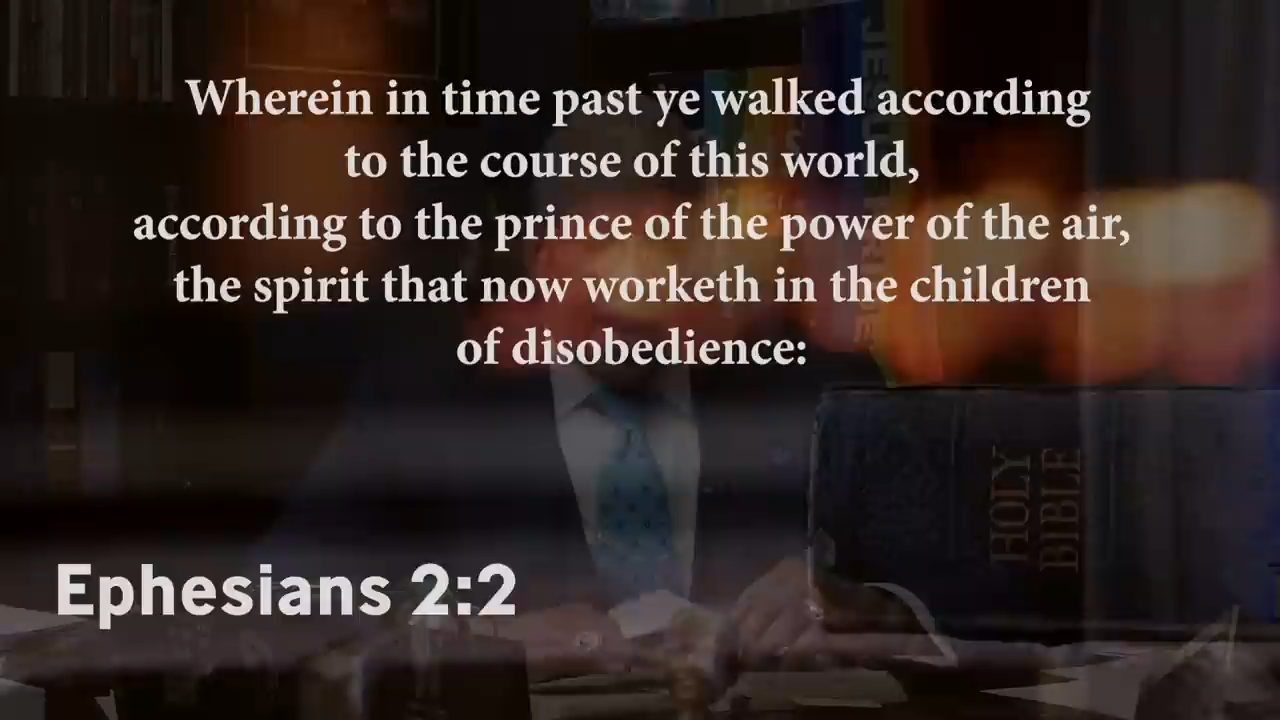 Wherein in time past ye walked according
to the course of this world,
according to the prince of the power of the air,
the spirit that now worketh in the children
of disobedience:
HOLY
BIBLE
Ephesians 2:2